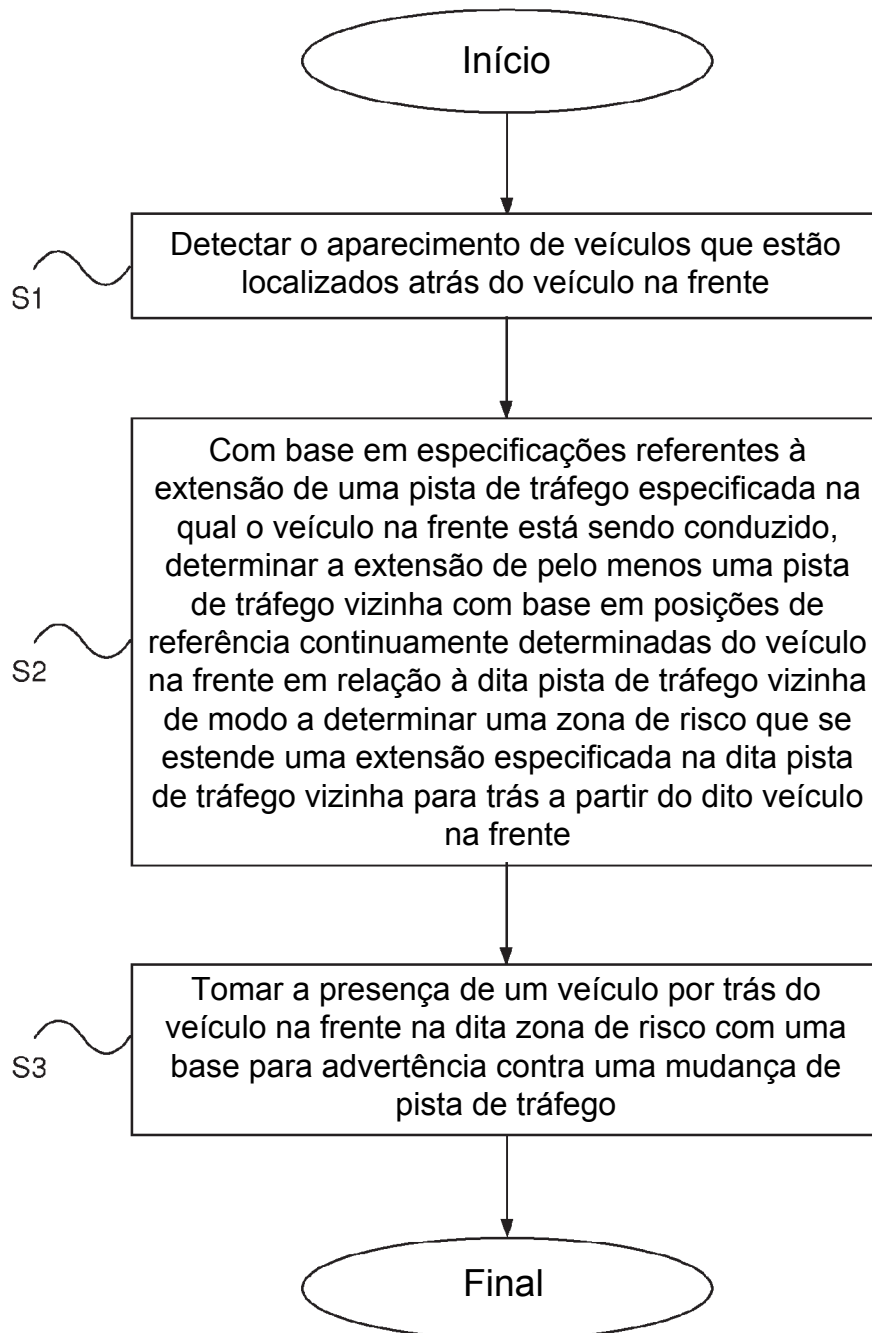 Início
Detectar o aparecimento de veículos que estão
localizados atrás do veículo na frente
S1
Com base em especificações referentes à
extensão de uma pista de tráfego especificada na
qual o veículo na frente está sendo conduzido,
determinar a extensão de pelo menos uma pista
de tráfego vizinha com base em posições de
referência continuamente determinadas do veículo
na frente em relação à dita pista de tráfego vizinha
de modo a determinar uma zona de risco que se
estende uma extensão especificada na dita pista
de tráfego vizinha para trás a partir do dito veículo
na frente
S2
Tomar a presença de um veículo por trás do
veículo na frente na dita zona de risco com uma
base para advertência contra uma mudança de
pista de tráfego
S3
Final